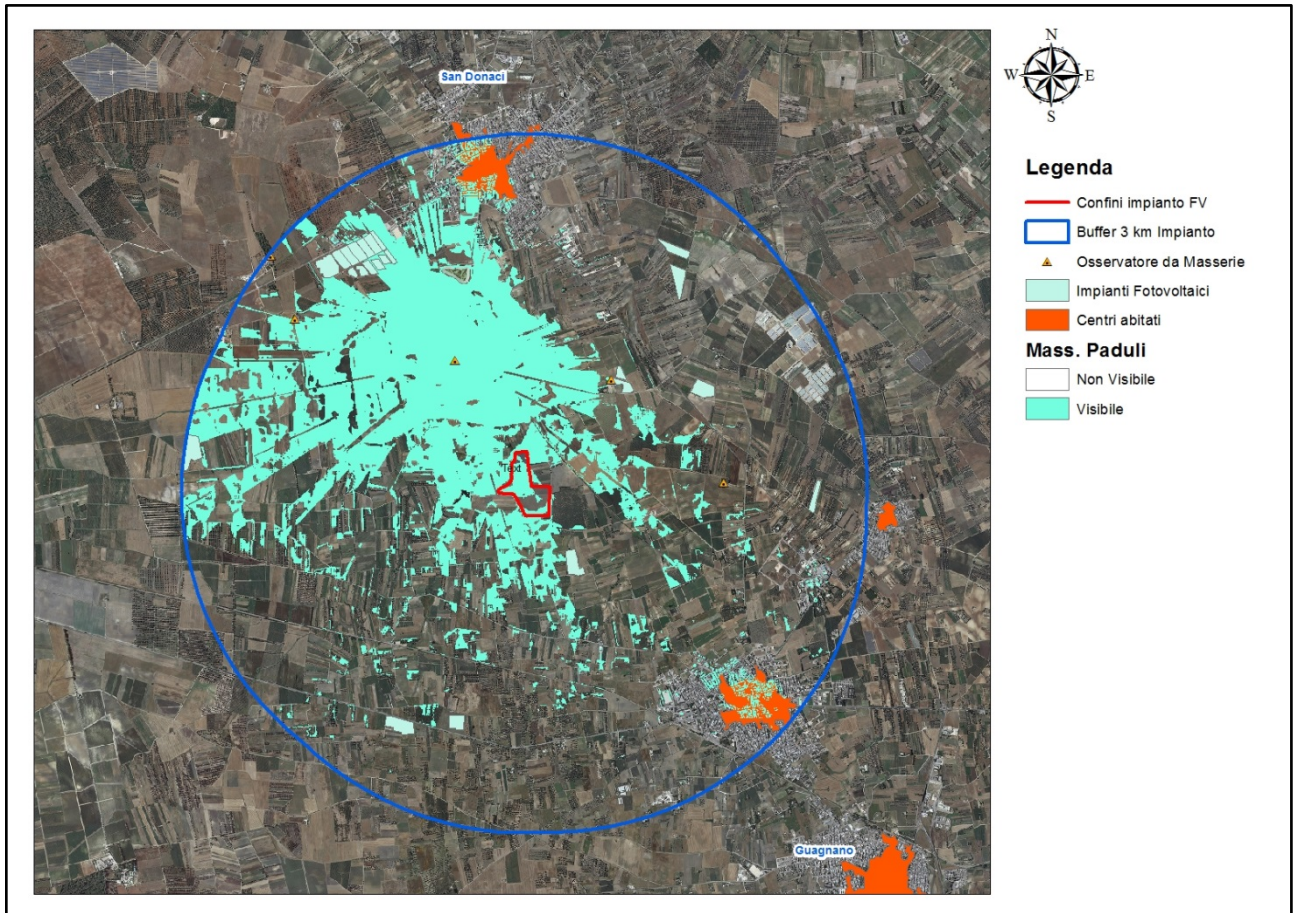 San Donaci
N
W
E
S
Legenda
Confini impianto FV
Buffer 3 km Impianto
Osservatore da Masserie
Impianti Fotovoltaici
Centri abitati
Mass. Paduli
Non Visibile
Visibile
Text
Guagnano